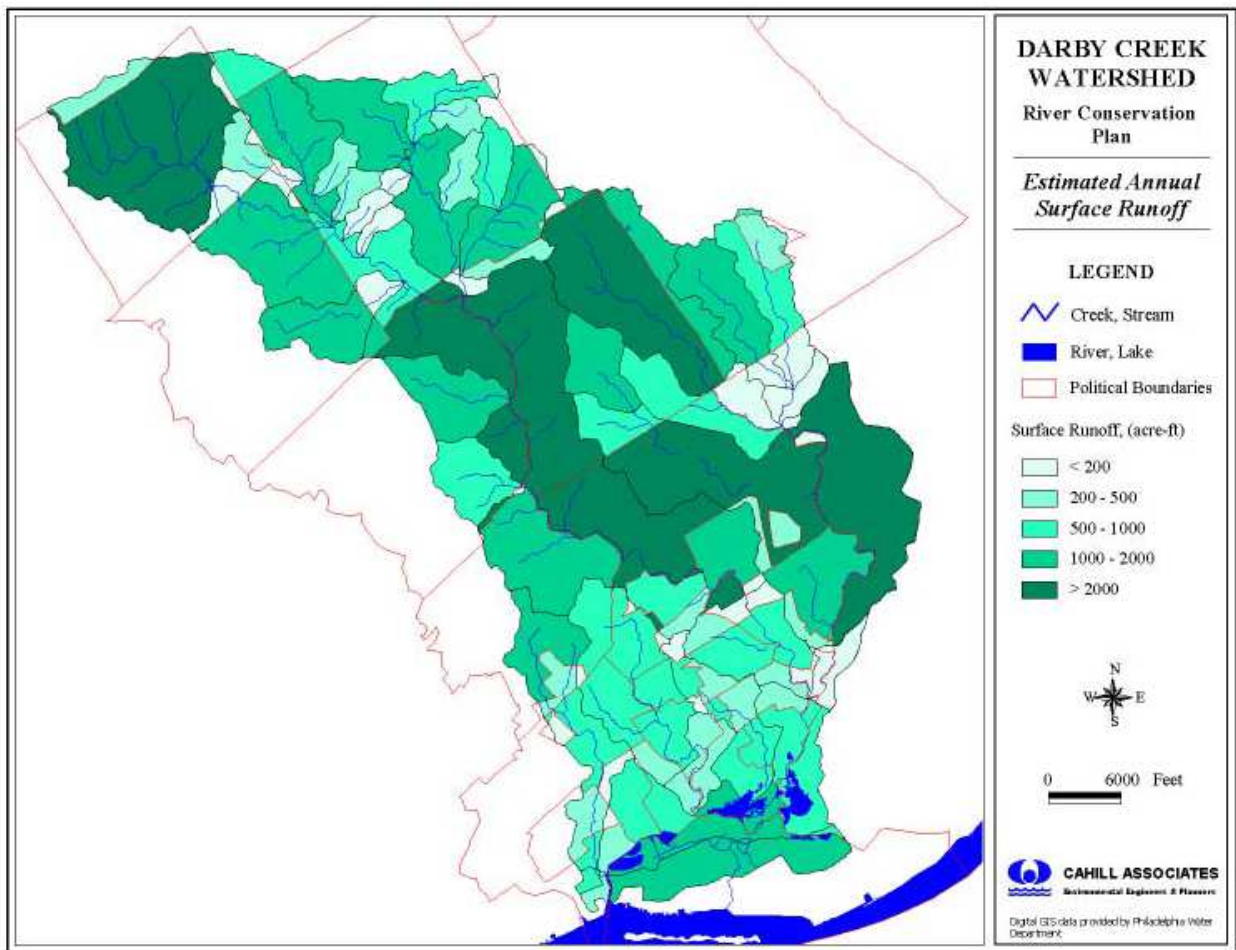 DARBY CREEK
WATERSHED
River Conservation
Plan
Estimated Annual
Surface Runoff
LEGEND
Creek, Stream
River, Lake
Political Boundaries
Surface Runoff, (acre-ft)
< 200
200 - 500
500 - 1000
1000 - 2000
> 2000
N
W E
S
0 6000 Feet
CAHILL ASSOCIATES
Environmental Engineers & Planners
Digital GIS data provided by Philadelphia Water
Department